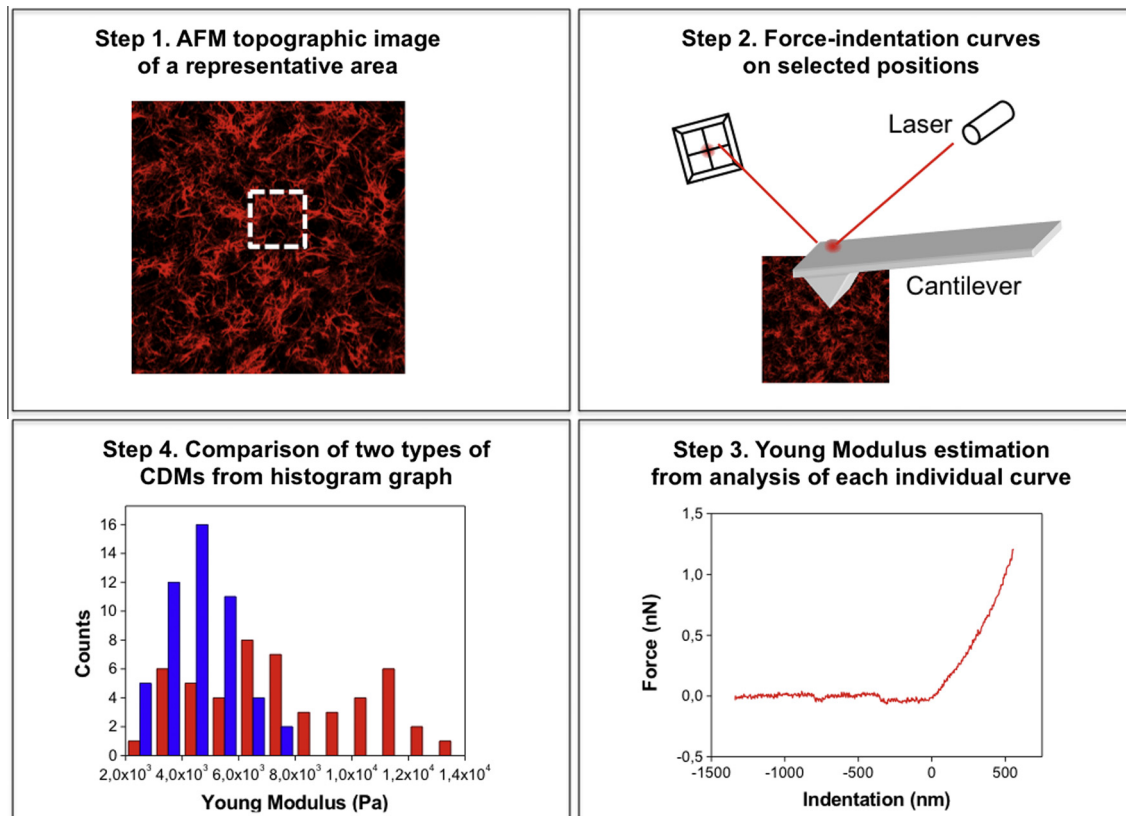 Step 1. AFM topographic image
of a representative area
Step 2. Force-indentation curves
on selected positions
Laser
Cantilever
Step 4. Comparison of two types of
CDMs from histogram graph
16
14
12
10
8
6
4
2
0
Counts
2,0x10³ 4,0x10³ 6,0x10³ 8,0x10³ 1,0x10⁴ 1,2x10⁴ 1,4x10⁴
Young Modulus (Pa)
Step 3. Young Modulus estimation
from analysis of each individual curve
1,5
1,0
0,5
0,0
-0,5
Force (nN)
-1500 -1000 -500 0 500
Indentation (nm)